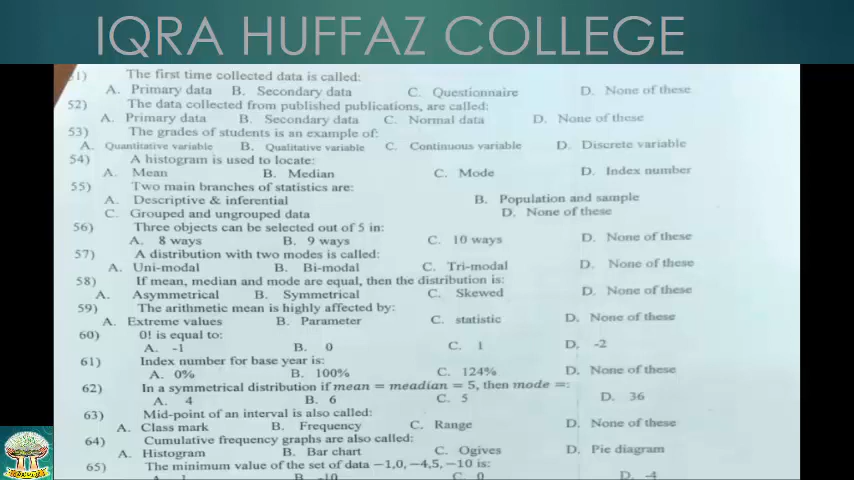 IQRA HUFFAZ COLLEGE
51) The first time collected data is called:
A. Primary data B. Secondary data C. Questionnaire D. None of these
52) The data collected from published publications, are called:
A. Primary data B. Secondary data C. Normal data D. None of these
53) The grades of students is an example of:
A. Quantitative variable B. Qualitative variable C. Continuous variable D. Discrete variable
54) A histogram is used to locate:
A. Mean B. Median C. Mode D. Index number
55) Two main branches of statistics are:
A. Descriptive & inferential B. Population and sample
C. Grouped and ungrouped data D. None of these
56) Three objects can be selected out of 5 in:
A. 8 ways B. 9 ways C. 10 ways D. None of these
57) A distribution with two modes is called:
A. Uni-modal B. Bi-modal C. Tri-modal D. None of these
58) If mean, median and mode are equal, then the distribution is:
A. Asymmetrical B. Symmetrical C. Skewed D. None of these
59) The arithmetic mean is highly affected by:
A. Extreme values B. Parameter C. statistic D. None of these
60) 0! is equal to:
A. -1 B. 0 C. 1 D. -2
61) Index number for base year is:
A. 0% B. 100% C. 124% D. None of these
62) In a symmetrical distribution if mean = meadian = 5, then mode =:
A. 4 B. 6 C. 5 D. 36
63) Mid-point of an interval is also called:
A. Class mark B. Frequency C. Range D. None of these
64) Cumulative frequency graphs are also called:
A. Histogram B. Bar chart C. Ogives D. Pie diagram
65) The minimum value of the set of data −1,0, −4,5, −10 is:
B. -10 C. 0 D. -4